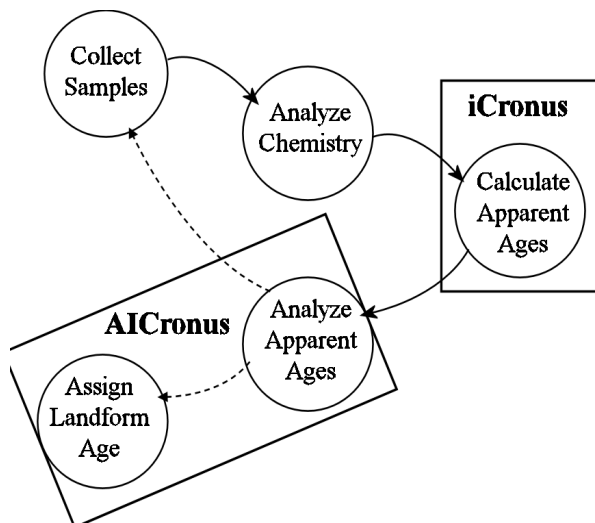 Collect
Samples
Analyze
Chemistry
iCronus
Calculate
Apparent
Ages
AICronus
Analyze
Apparent
Ages
Assign
Landform
Age